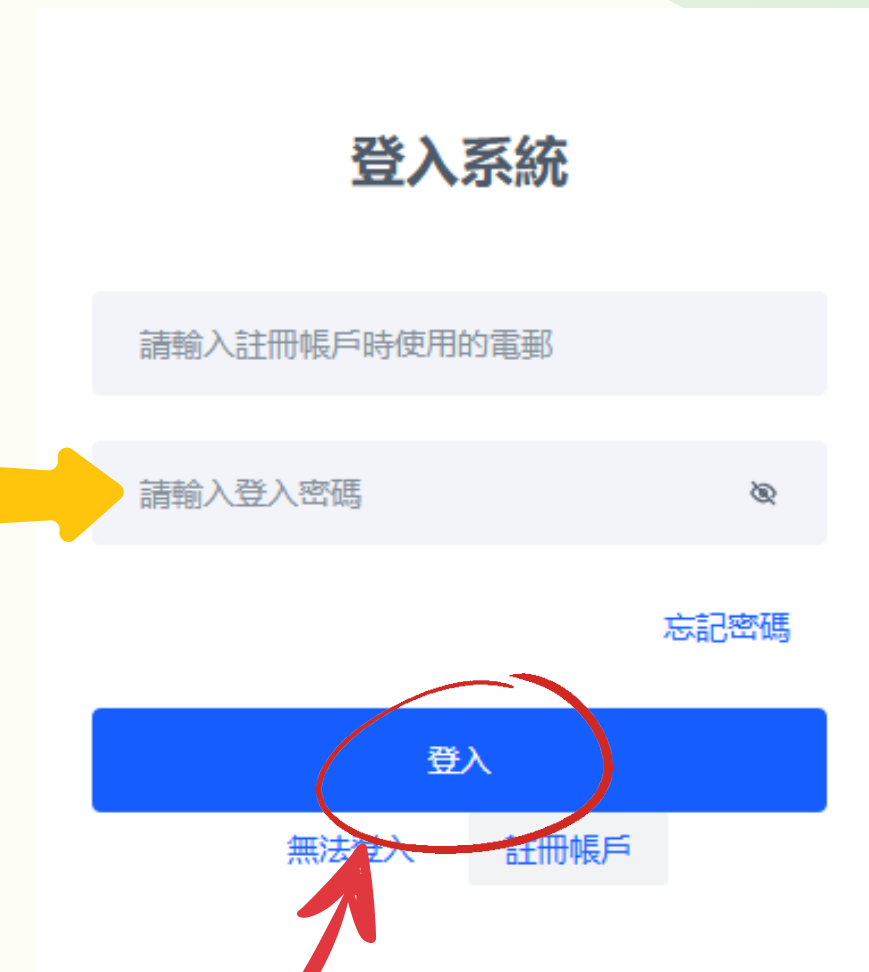 登入系統
請輸入註冊帳戶時使用的電郵
請輸入登入密碼
忘記密碼
登入
無法登入 註冊帳戶